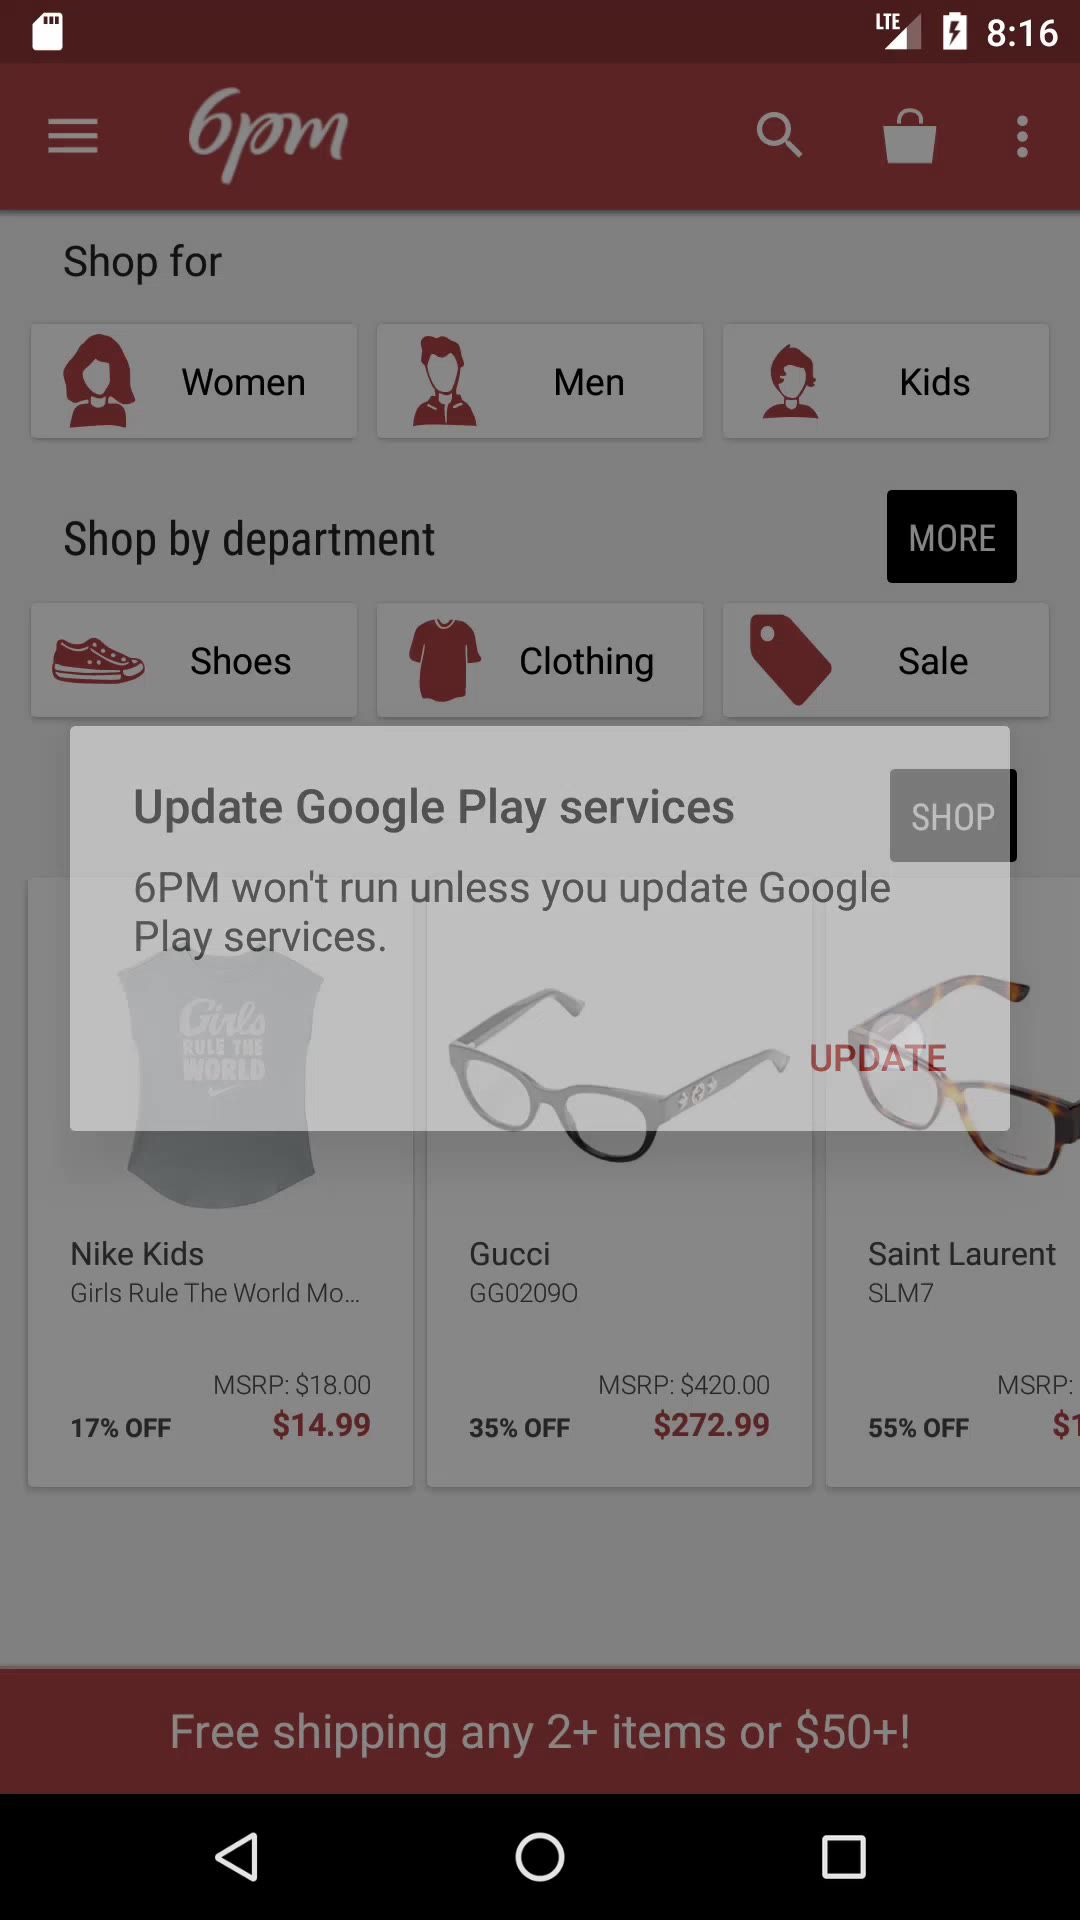 LTE 8:16
6pm
Shop for
Women Men Kids
Shop by department MORE
Shoes Clothing Sale
Update Google Play services
SHOP
6PM won't run unless you update Google
Play services.
Girls
RULE THE
WORLD
UPDATE
Nike Kids
Girls Rule The World Mo...
MSRP: $18.00
17% OFF $14.99
Gucci
GG0209O
MSRP: $420.00
35% OFF $272.99
Saint Laurent
SLM7
MSRP:
55% OFF $1
Free shipping any 2+ items or $50+!